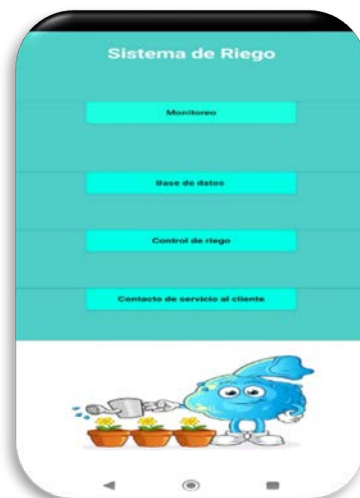 Sistema de Riego
Monitoreo
Base de datos
Control de riego
Contacto de servicio al cliente